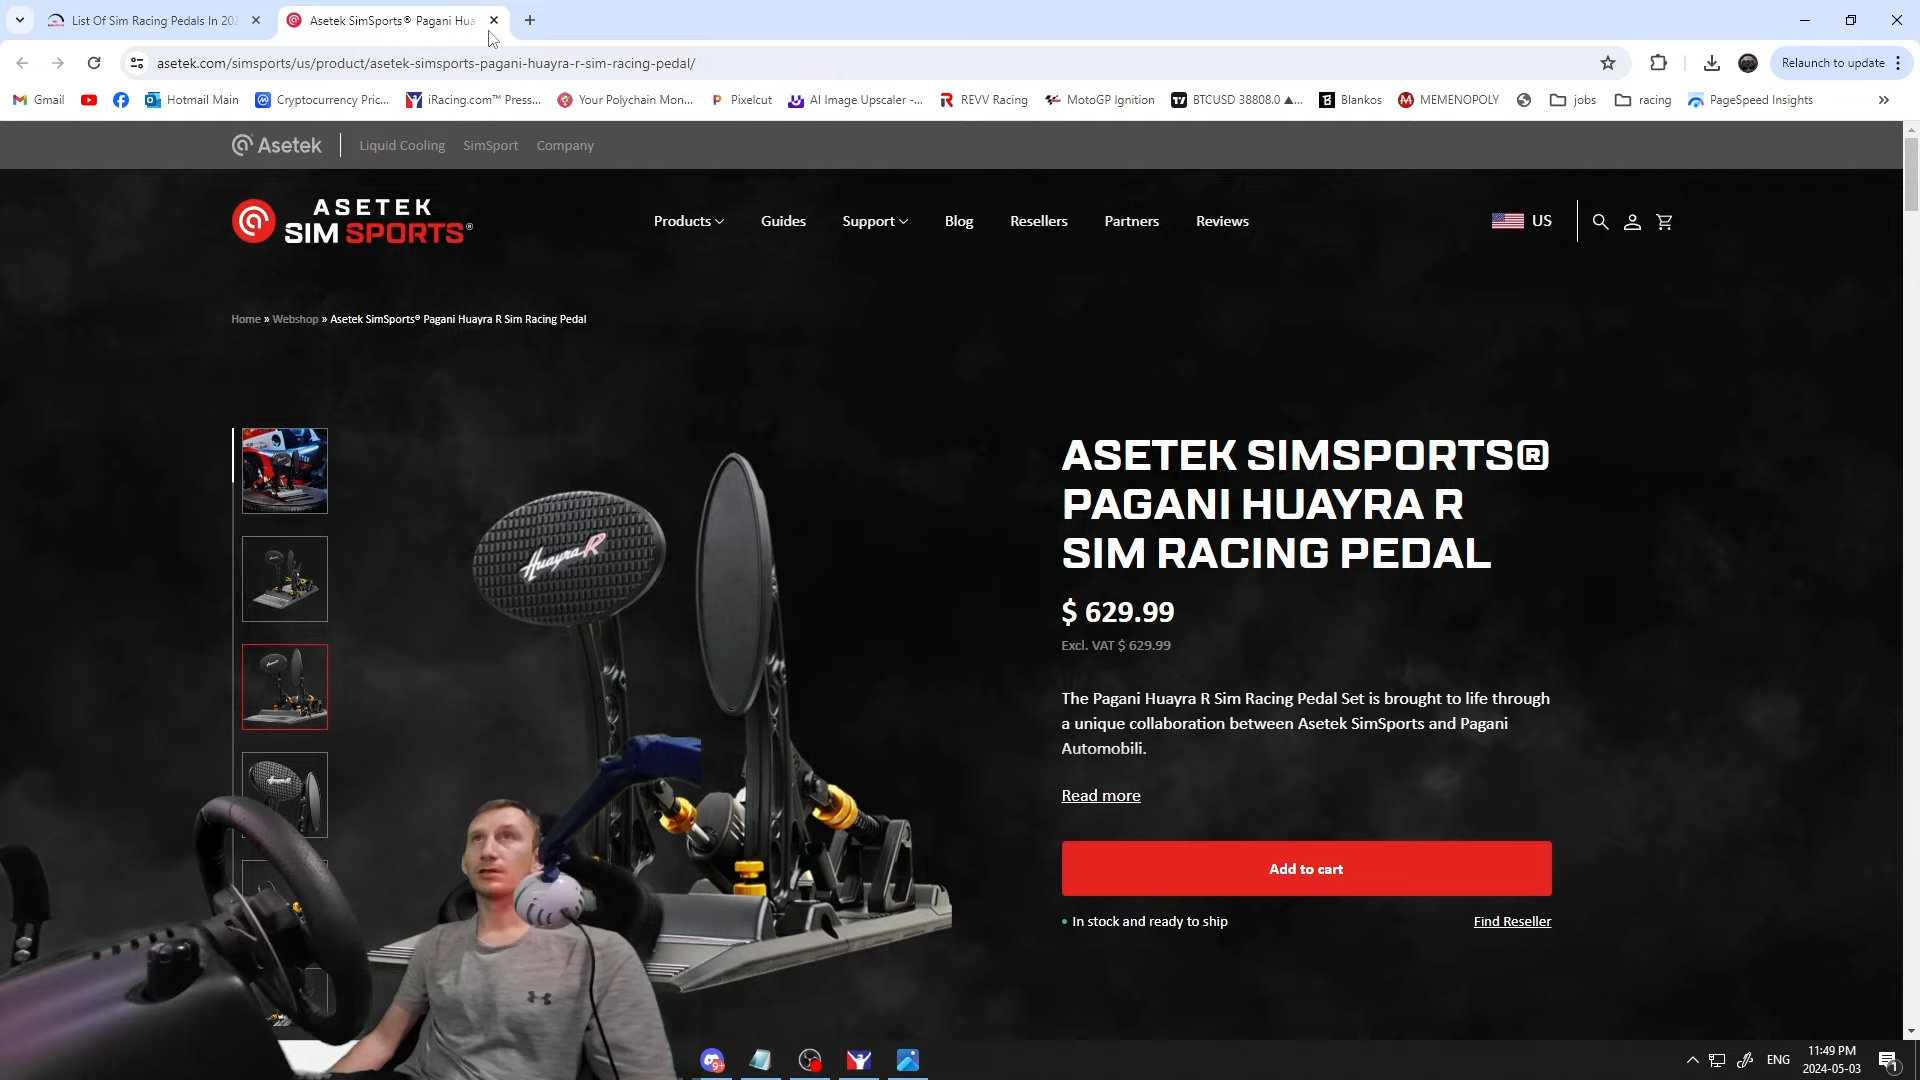 List Of Sim Racing Pedals In 202
Asetek SimSports® Pagani Hua
asetek.com/simsports/us/product/asetek-simsports-pagani-huayra-r-sim-racing-pedal/
Relaunch to update
Gmail
Hotmail Main
Cryptocurrency Pric...
iRacing.com™ Press...
Your Polychain Mon...
Pixelcut
AI Image Upscaler -...
REVV Racing
MotoGP Ignition
BTCUSD 38808.0 ▲...
Blankos
MEMENOPOLY
jobs
racing
PageSpeed Insights
Asetek
Liquid Cooling
SimSport
Company
ASETEK
SIM SPORTS®
Products
Guides
Support
Blog
Resellers
Partners
Reviews
US
Home » Webshop » Asetek SimSports® Pagani Huayra R Sim Racing Pedal
Huayra R
ASETEK SIMSPORTS®
PAGANI HUAYRA R
SIM RACING PEDAL
$ 629.99
Excl. VAT $ 629.99
The Pagani Huayra R Sim Racing Pedal Set is brought to life through
a unique collaboration between Asetek SimSports and Pagani
Automobili.
Read more
Add to cart
In stock and ready to ship
Find Reseller
9+
ENG
11:49 PM
2024-05-03
1